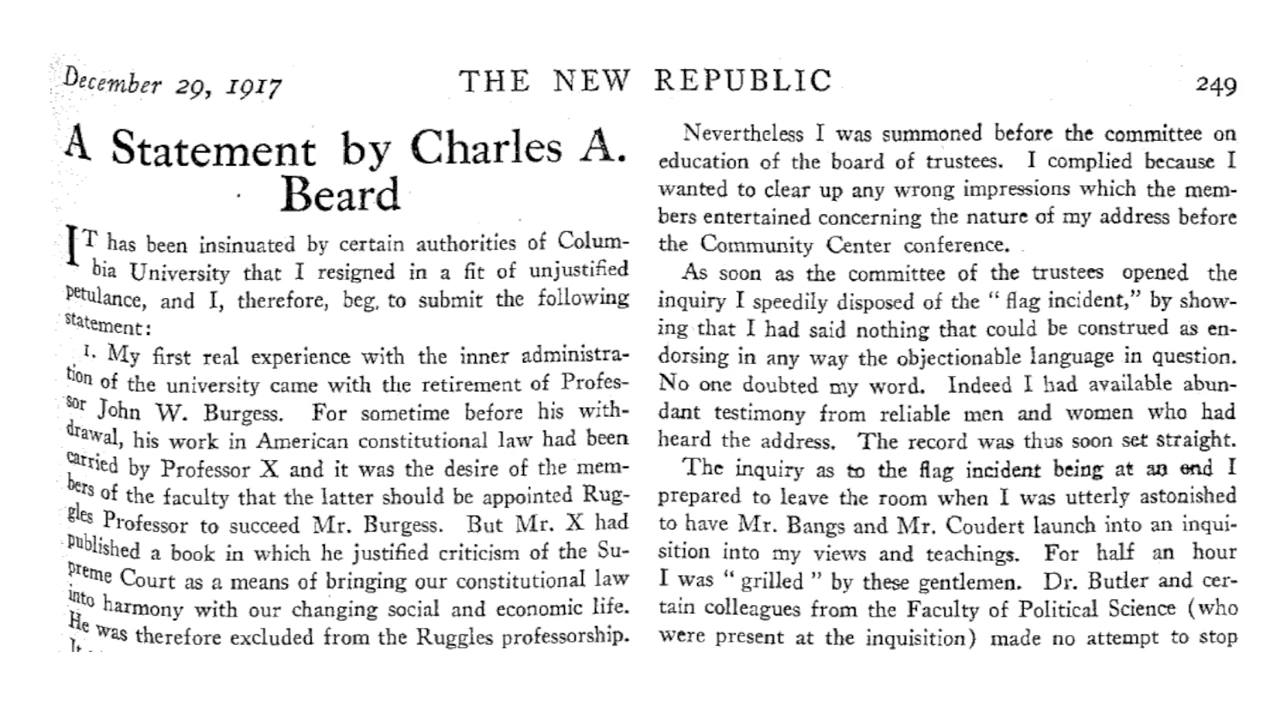 December 29, 1917
THE NEW REPUBLIC
249
A Statement by Charles A.
Beard
IT has been insinuated by certain authorities of Colum-
bia University that I resigned in a fit of unjustified
petulance, and I, therefore, beg. to submit the following
statement:
1. My first real experience with the inner administra-
tion of the university came with the retirement of Profes-
sor John W. Burgess. For sometime before his with-
drawal, his work in American constitutional law had been
carried by Professor X and it was the desire of the mem-
bers of the faculty that the latter should be appointed Rug-
gles Professor to succeed Mr. Burgess. But Mr. X had
published a book in which he justified criticism of the Su-
preme Court as a means of bringing our constitutional law
into harmony with our changing social and economic life.
He was therefore excluded from the Ruggles professorship.
Nevertheless I was summoned before the committee on
education of the board of trustees. I complied because I
wanted to clear up any wrong impressions which the mem-
bers entertained concerning the nature of my address before
the Community Center conference.
As soon as the committee of the trustees opened the
inquiry I speedily disposed of the “ flag incident,” by show-
ing that I had said nothing that could be construed as en-
dorsing in any way the objectionable language in question.
No one doubted my word. Indeed I had available abun-
dant testimony from reliable men and women who had
heard the address. The record was thus soon set straight.
The inquiry as to the flag incident being at an end I
prepared to leave the room when I was utterly astonished
to have Mr. Bangs and Mr. Coudert launch into an inqui-
sition into my views and teachings. For half an hour
I was “ grilled ” by these gentlemen. Dr. Butler and cer-
tain colleagues from the Faculty of Political Science (who
were present at the inquisition) made no attempt to stop